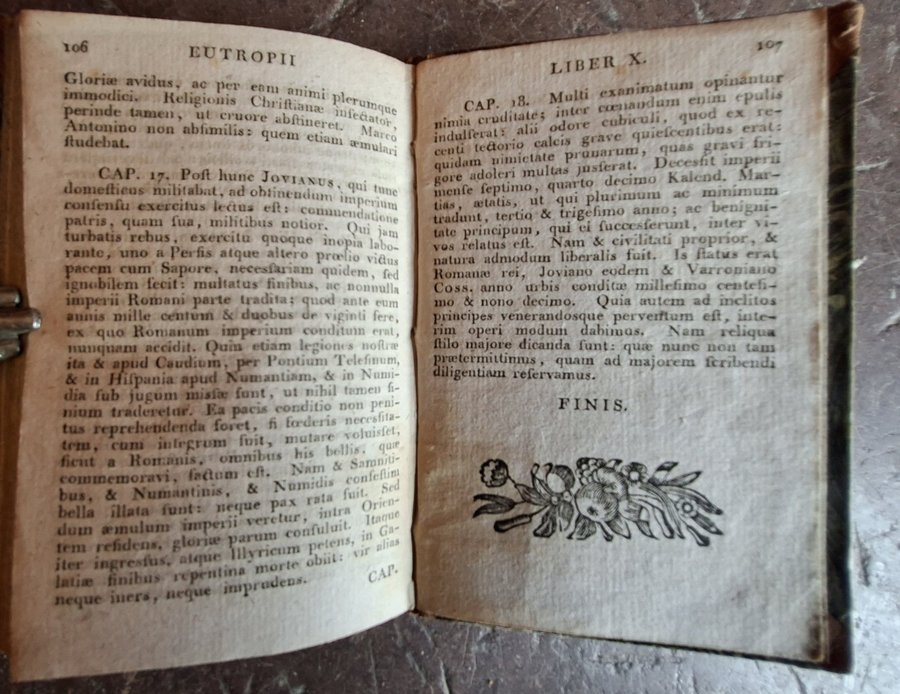 106
EUTROPII
Gloriæ avidus, ac per eam animi plerumque
immodici. Religionis Chriſtianæ inſectator,
perinde tamen, ut cruore abſtineret. Marco
Antonino non abſimilis: quem etiam æmulari
ſtudebat.
CAP. 17. Poſt hunc JOVIANUS, qui tunc
domeſticus militabat, ad obtinendum imperium
conſenſu exercitus lectus eſt: commendatione
patris, quam ſua, militibus notior. Qui jam
turbatis rebus, exercitu quoque inopia labo-
rante, uno a Perſis atque altero prœlio victus
pacem cum Sapore, neceſſariam quidem, ſed
ignobilem fecit: multatus finibus, ac nonnulla
imperii Romani parte tradita: quod ante eum
annis mille centum & duobus de viginti fere,
ex quo Romanum imperium conditum erat,
nunquam accidit. Quin etiam legiones noſtræ
ita & apud Caudium, per Pontium Teleſinum,
& in Hiſpania apud Numantiam, & in Numi-
dia ſub jugum miſſæ ſunt, ut nihil tamen fi-
nium traderetur. Ea pacis conditio non peni-
tus reprehendenda foret, ſi fœderis neceſſita-
tem, cum integrum fuit, mutare voluiſſet,
ſicut a Romanis, omnibus his bellis, quæ
commemoravi, factum eſt. Nam & Samniti-
bus, & Numantinis, & Numidis confeſtim
bella illata ſunt: neque pax rata fuit. Sed
dum æmulum imperii veretur, intra Orien-
tem reſidens, gloriæ parum conſuluit. Itaque
iter ingreſſus, atque Illyricum petens, in Ga-
latiæ finibus repentina morte obiit: vir alias
neque iners, neque imprudens.
CAP.
LIBER X.
107
CAP. 18. Multi exanimatum opinantur
nimia cruditate; inter cœnandum enim epulis
indulſerat: alii odore cubiculi, quod ex re-
centi tectorio calcis grave quieſcentibus erat:
quidam nimietate prunarum, quas gravi fri-
gore adoleri multas juſſerat. Deceſſit imperii
menſe ſeptimo, quarto decimo Kalend. Mar-
tias, ætatis, ut qui plurimum ac minimum
tradunt, tertio & trigeſimo anno; ac benigni-
tate principum, qui ei ſucceſſerunt, inter vi-
vos relatus eſt. Nam & civilitati proprior, &
natura admodum liberalis fuit. Is ſtatus erat
Romanæ rei, Joviano eodem & Varroniano
Coss. anno urbis conditæ milleſimo centeſi-
mo & nono decimo. Quia autem ad inclitos
principes venerandosque perventum eſt, inte-
rim operi modum dabimus. Nam reliqua
ſtilo majore dicanda ſunt: quæ nunc non tam
prætermittimus, quam ad majorem ſcribendi
diligentiam reſervamus.
FINIS.